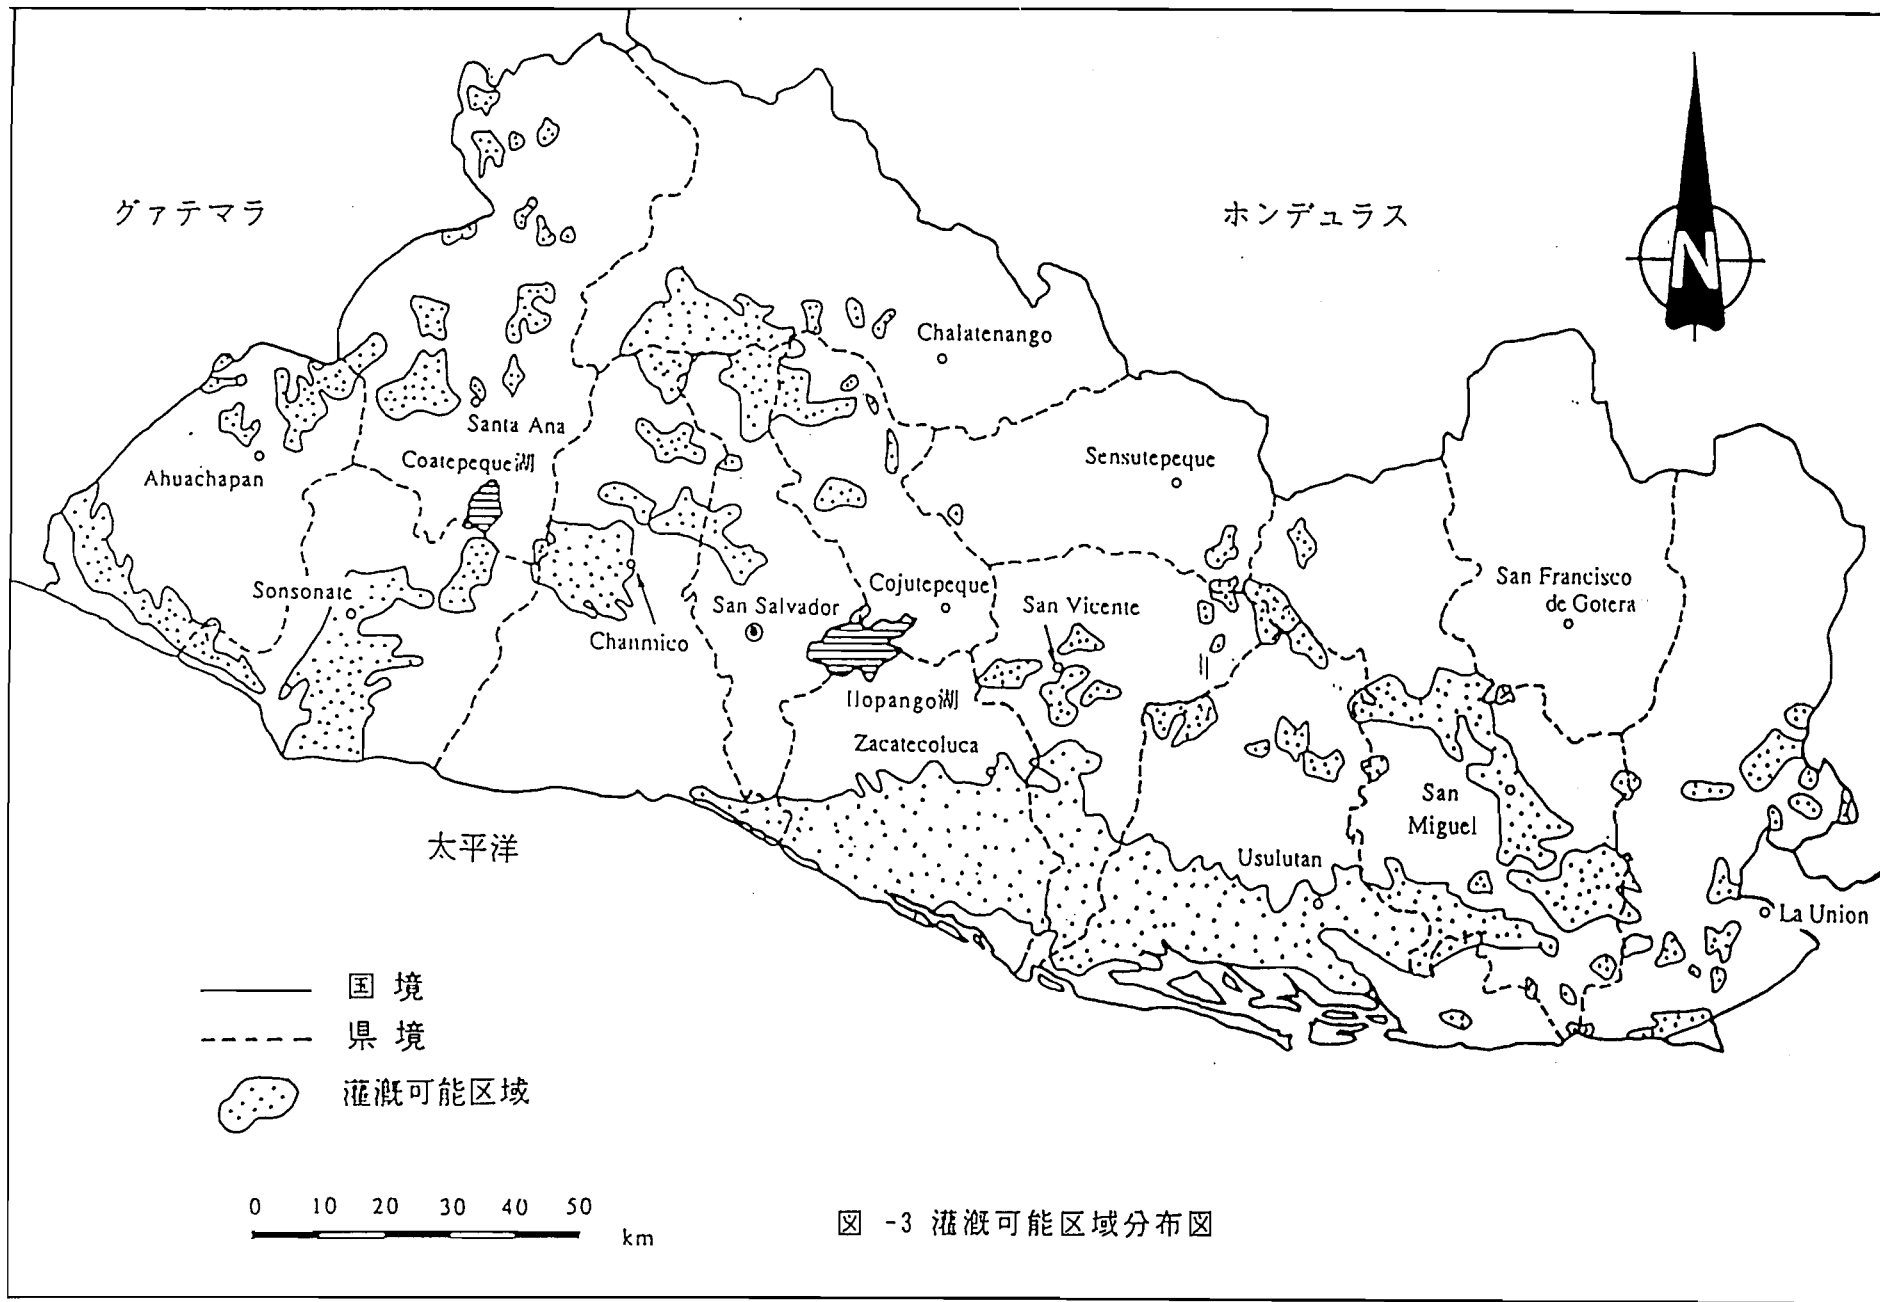 グァテマラ
ホンデュラス
N
Chalatenango
Santa Ana
Coatepeque湖
Ahuachapan
Sensutepeque
Sonsonate
Chanmico
San Salvador
Cojutepeque
San Vicente
San Francisco
de Gotera
Ilopango湖
Zacatecoluca
San
Miguel
Usulutan
La Union
太平洋
国境
県境
灌漑可能区域
0 10 20 30 40 50
km
図 -3 灌漑可能区域分布図